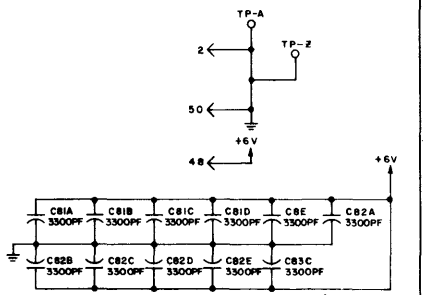 TP-A
2
TP-Z
50
+6V
48
+6V
C81A C81B C81C C81D C8E C82A
3300PF 3300PF 3300PF 3300PF 3300PF 3300PF
C82B C82C C82D C82E C83C
3300PF 3300PF 3300PF 3300PF 3300PF